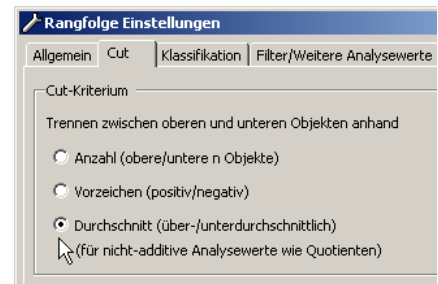 Rangfolge Einstellungen
Allgemein Cut Klassifikation Filter/Weitere Analysewerte
Cut-Kriterium
Trennen zwischen oberen und unteren Objekten anhand
Anzahl (obere/untere n Objekte)
Vorzeichen (positiv/negativ)
Durchschnitt (über-/unterdurchschnittlich)
(für nicht-additive Analysewerte wie Quotienten)